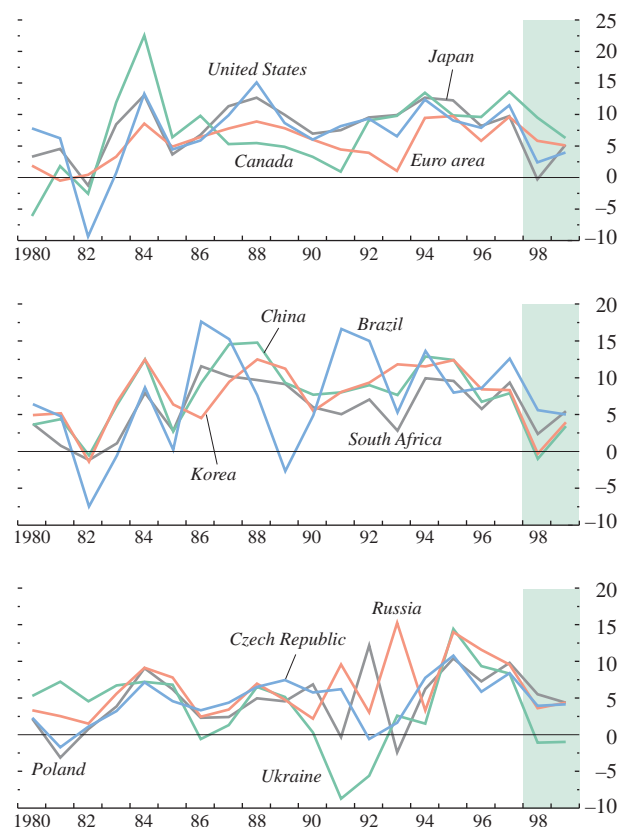 25
20
15
10
5
0
–5
–10
United States
Japan
Canada
Euro area
1980 82 84 86 88 90 92 94 96 98
20
15
10
5
0
–5
–10
China
Brazil
South Africa
Korea
1980 82 84 86 88 90 92 94 96 98
20
15
10
5
0
–5
–10
Russia
Czech Republic
Poland
Ukraine
1980 82 84 86 88 90 92 94 96 98